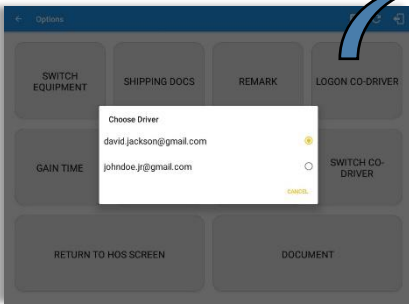 Options
SWITCH
EQUIPMENT
SHIPPING DOCS
REMARK
LOGON CO-DRIVER
Choose Driver
david.jackson@gmail.com
johndoe.jr@gmail.com
CANCEL
GAIN TIME
SWITCH CO-
DRIVER
RETURN TO HOS SCREEN
DOCUMENT